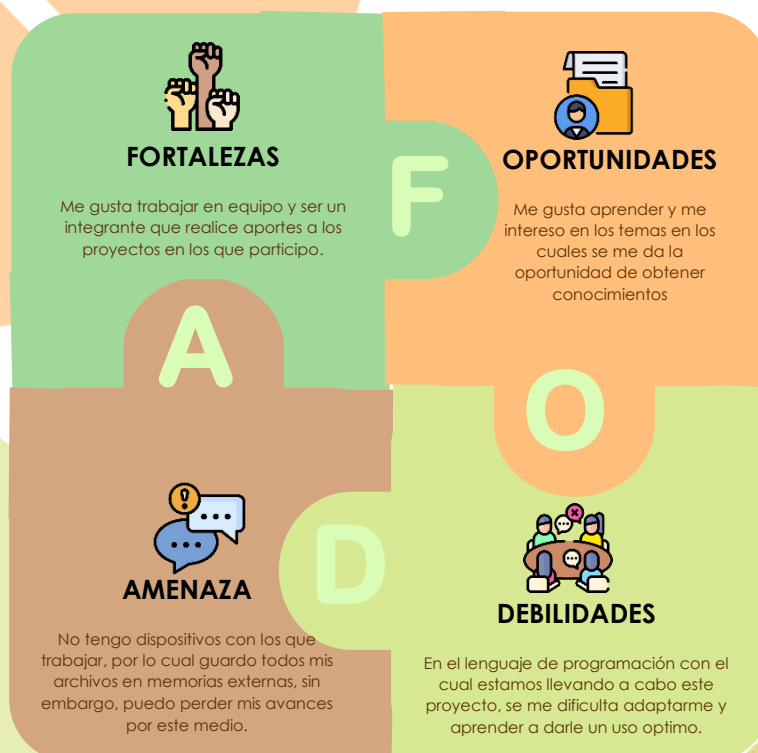 FORTALEZAS
Me gusta trabajar en equipo y ser un
integrante que realice aportes a los
proyectos en los que participo.
F
OPORTUNIDADES
Me gusta aprender y me
intereso en los temas en los
cuales se me da la
oportunidad de obtener
conocimientos
A
O
AMENAZA
No tengo dispositivos con los que
trabajar, por lo cual guardo todos mis
archivos en memorias externas, sin
embargo, puedo perder mis avances
por este medio.
D
DEBILIDADES
En el lenguaje de programación con el
cual estamos llevando a cabo este
proyecto, se me dificulta adaptarme y
aprender a darle un uso optimo.